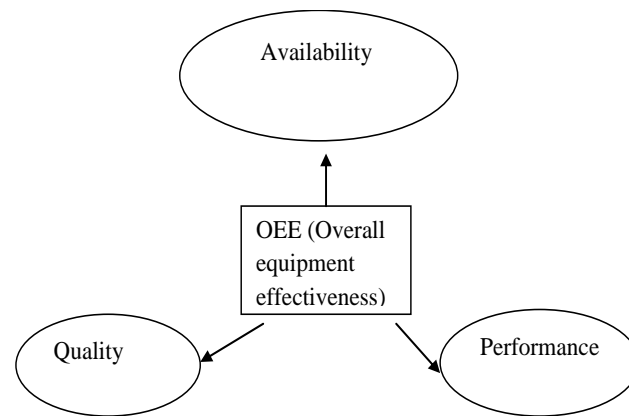 Availability
OEE (Overall
equipment
effectiveness)
Quality
Performance